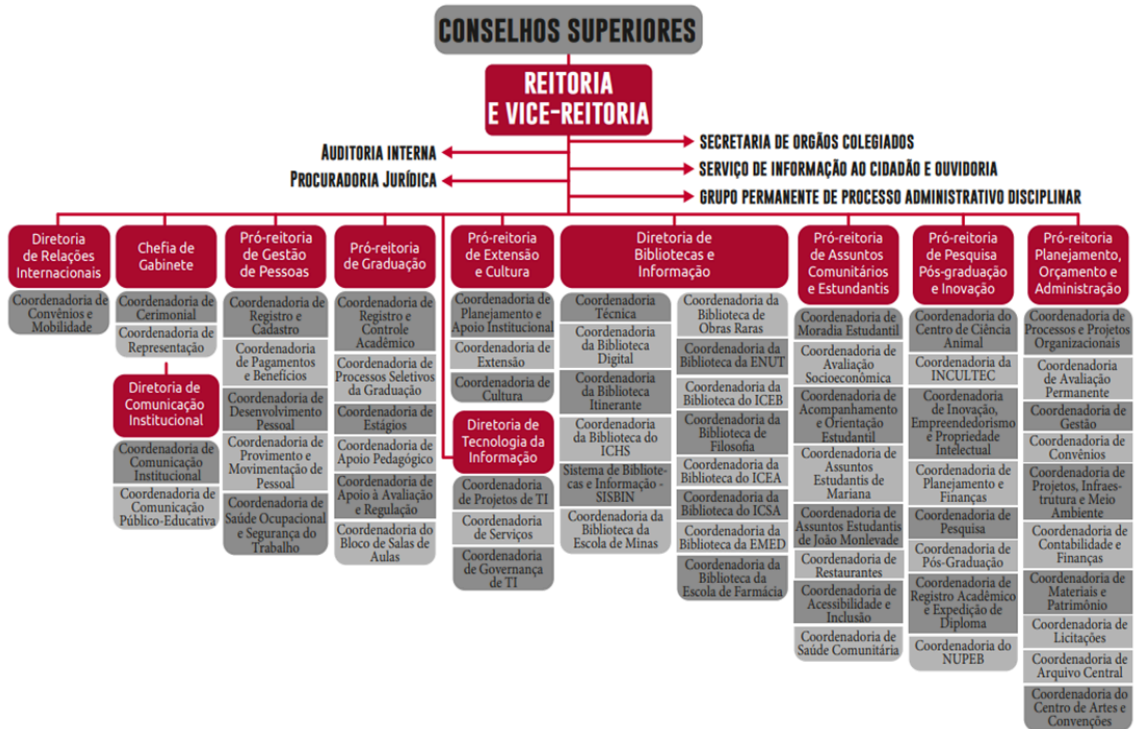 CONSELHOS SUPERIORES
REITORIA
E VICE-REITORIA
AUDITORIA INTERNA
PROCURADORIA JURÍDICA
SECRETARIA DE ORGÃOS COLEGIADOS
SERVIÇO DE INFORMAÇÃO AO CIDADÃO E OUVIDORIA
GRUPO PERMANENTE DE PROCESSO ADMINISTRATIVO DISCIPLINAR
Diretoria
de Relações
Internacionais
Coordenadoria de
Convênios e
Mobilidade
Chefia de
Gabinete
Coordenadoria de
Cerimonial
Coordenadoria de
Representação
Diretoria de
Comunicação
Institucional
Coordenadoria de
Comunicação
Institucional
Coordenadoria de
Comunicação
Público-Educativa
Pró-reitoria
de Gestão
de Pessoas
Coordenadoria de
Registro e
Cadastro
Coordenadoria
de Pagamentos
e Benefícios
Coordenadoria de
Desenvolvimento
Pessoal
Coordenadoria de
Provimento e
Movimentação de
Pessoal
Coordenadoria de
Saúde Ocupacional
e Segurança do
Trabalho
Pró-reitoria
de Graduação
Coordenadoria de
Registro e
Controle
Acadêmico
Coordenadoria de
Processos Seletivos
da Graduação
Coordenadoria de
Estágios
Coordenadoria de
Apoio Pedagógico
Coordenadoria de
Apoio à Avaliação
e Regulação
Coordenadoria do
Bloco de Salas de
Aulas
Pró-reitoria
de Extensão
e Cultura
Coordenadoria de
Planejamento e
Apoio Institucional
Coordenadoria de
Extensão
Coordenadoria de
Cultura
Diretoria de
Tecnologia da
Informação
Coordenadoria
de Projetos de TI
Coordenadoria
de Serviços
Coordenadoria
de Governança
de TI
Diretoria de
Bibliotecas e
Informação
Coordenadoria
Técnica
Coordenadoria
da Biblioteca
Digital
Coordenadoria
da Biblioteca
Itinerante
Coordenadoria
da Biblioteca do
ICHS
Sistema de Bibliote-
cas e Informação -
SISBIN
Coordenadoria da
Biblioteca da
Escola de Minas
Coordenadoria da
Biblioteca de
Obras Raras
Coordenadoria da
Biblioteca da ENUT
Coordenadoria da
Biblioteca do ICEB
Coordenadoria da
Biblioteca de
Filosofia
Coordenadoria da
Biblioteca do ICEA
Coordenadoria da
Biblioteca do ICSA
Coordenadoria da
Biblioteca da EMED
Coordenadoria da
Biblioteca da
Escola de Farmácia
Pró-reitoria
de Assuntos
Comunitários
e Estundantis
Coordenadoria de
Moradia Estudantil
Coordenadoria de
Avaliação
Socioeconômica
Coordenadoria de
Acompanhamento
e Orientação
Estudantil
Coordenadoria de
Assuntos
Estudantis de
Mariana
Coordenadoria de
Assuntos Estudantis
de João Monlevade
Coordenadoria de
Restaurantes
Coordenadoria de
Acessibilidade e
Inclusão
Coordenadoria de
Saúde Comunitária
Pró-reitoria
de Pesquisa
Pós-graduação
e Inovação
Coordenadoria do
Centro de Ciência
Animal
Coordenadoria da
INCULTEC
Coordenadoria
de Inovação,
Empreendedorismo
e Propriedade
Intelectual
Coordenadoria de
Planejamento e
Finanças
Coordenadoria de
Pesquisa
Coordenadoria de
Pós-Graduação
Coordenadoria de
Registro Acadêmico
e Expedição de
Diploma
Coordenadoria do
NUPEB
Pró-reitoria
Planejamento,
Orçamento e
Administração
Coordenadoria de
Processos e Projetos
Organizacionais
Coordenadoria
de Avaliação
Permanente
Coordenadoria de
Gestão
Coordenadoria de
Convênios
Coordenadoria de
Projetos, Infraes-
trutura e Meio
Ambiente
Coordenadoria de
Contabilidade e
Finanças
Coordenadoria de
Materiais e
Patrimônio
Coordenadoria de
Licitações
Coordenadoria de
Arquivo Central
Coordenadoria do
Centro de Artes e
Convenções